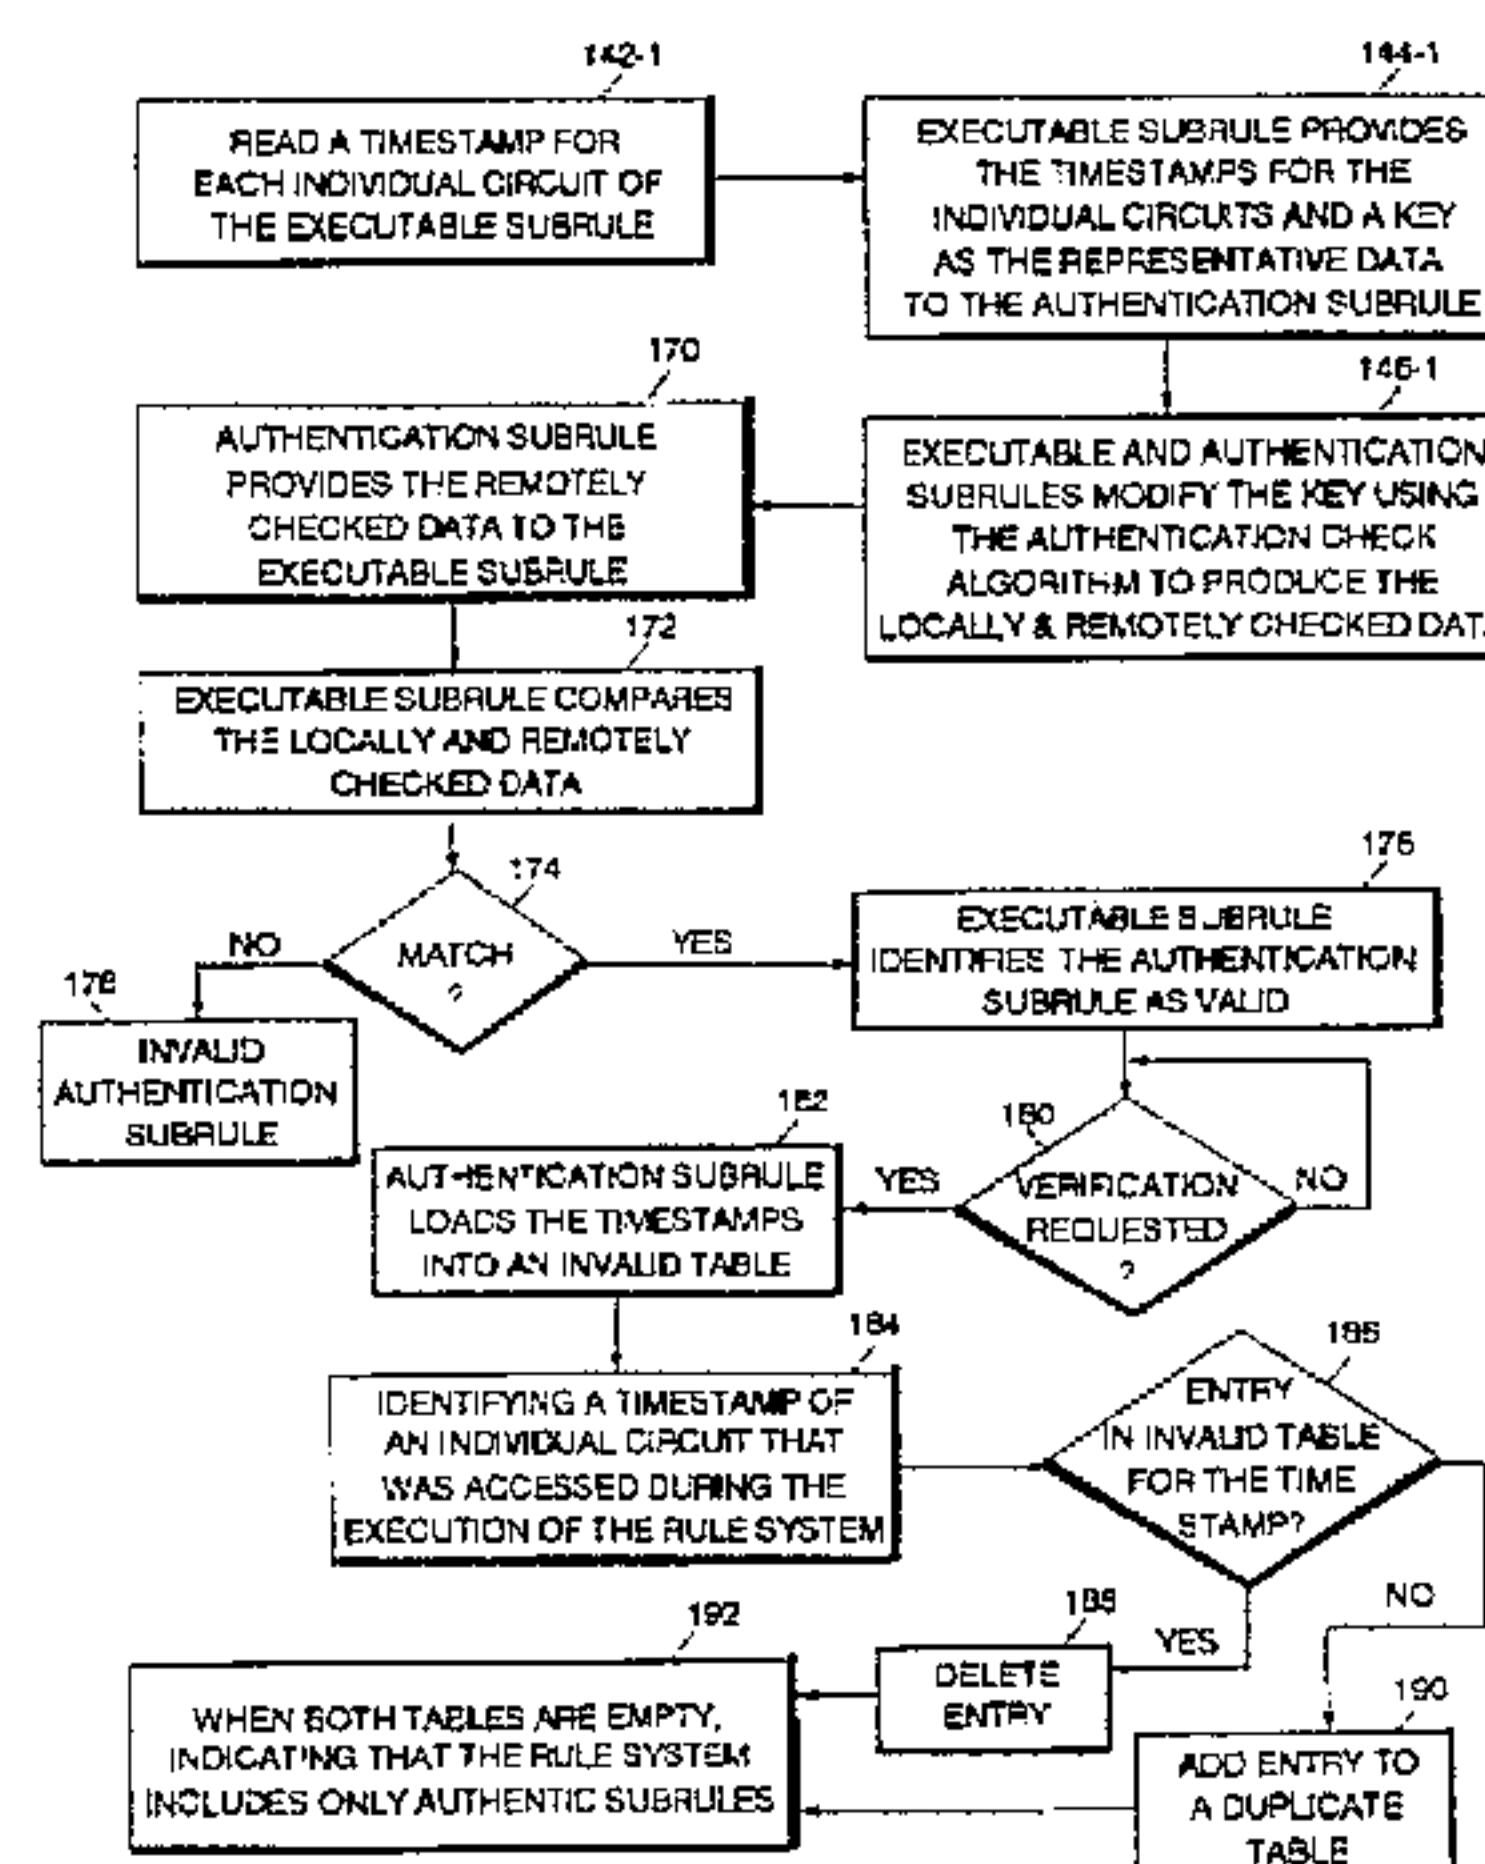 142-1
READ A TIMESTAMP FOR
EACH INDIVIDUAL CIRCUIT OF
THE EXECUTABLE SUBRULE
144-1
EXECUTABLE SUBRULE PROVIDES
THE TIMESTAMPS FOR THE
INDIVIDUAL CIRCUITS AND A KEY
AS THE REPRESENTATIVE DATA
TO THE AUTHENTICATION SUBRULE
146-1
EXECUTABLE AND AUTHENTICATION
SUBRULES MODIFY THE KEY USING
THE AUTHENTICATION CHECK
ALGORITHM TO PRODUCE THE
LOCALLY & REMOTELY CHECKED DAT
170
AUTHENTICATION SUBRULE
PROVIDES THE REMOTELY
CHECKED DATA TO THE
EXECUTABLE SUBRULE
172
EXECUTABLE SUBRULE COMPARES
THE LOCALLY AND REMOTELY
CHECKED DATA
174
MATCH
?
NO
YES
178
INVALID
AUTHENTICATION
SUBRULE
176
EXECUTABLE SUBRULE
IDENTIFIES THE AUTHENTICATION
SUBRULE AS VALID
180
VERIFICATION
REQUESTED
?
YES
NO
182
AUTHENTICATION SUBRULE
LOADS THE TIMESTAMPS
INTO AN INVALID TABLE
184
IDENTIFYING A TIMESTAMP OF
AN INDIVIDUAL CIRCUIT THAT
WAS ACCESSED DURING THE
EXECUTION OF THE RULE SYSTEM
186
ENTRY
IN INVALID TABLE
FOR THE TIME
STAMP?
YES
NO
188
DELETE
ENTRY
190
ADD ENTRY TO
A DUPLICATE
TABLE
192
WHEN BOTH TABLES ARE EMPTY,
INDICATING THAT THE RULE SYSTEM
INCLUDES ONLY AUTHENTIC SUBRULES